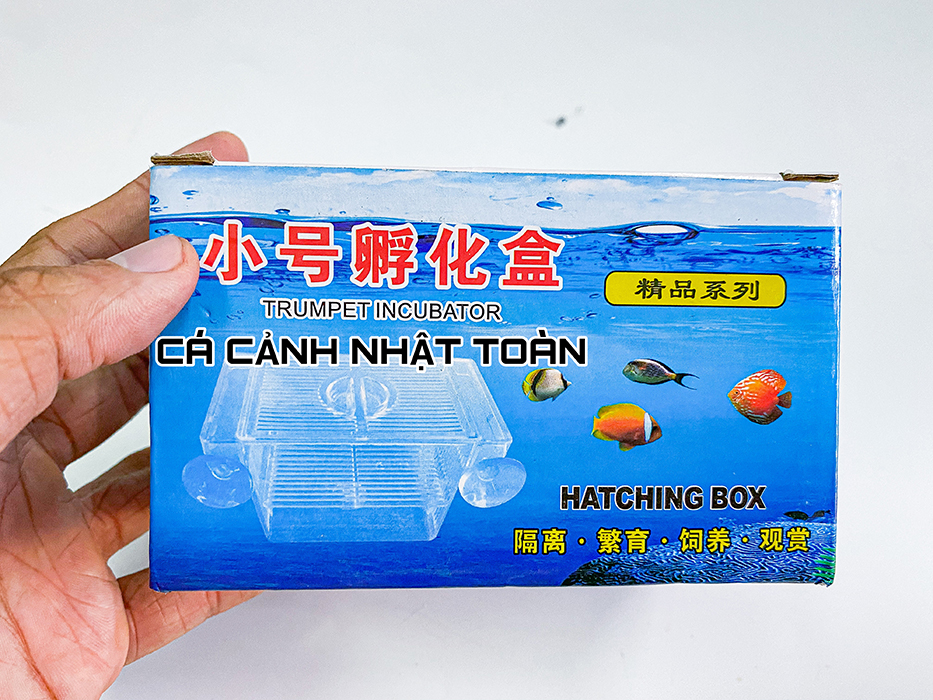 小号孵化盒
精品系列
TRUMPET INCUBATOR
CÁ CẢNH NHẬT TOÀN
HATCHING BOX
隔离·繁育·饲养·观赏